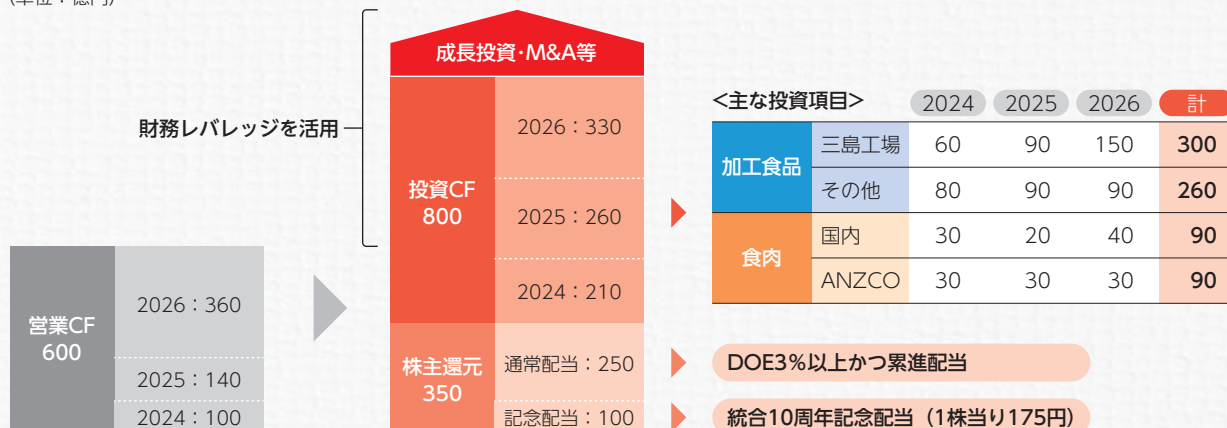 (単位：億円)
成長投資・M&A等
財務レバレッジを活用
投資CF
800
2026：330
2025：260
2024：210
営業CF
600
2026：360
2025：140
2024：100
株主還元
350
通常配当：250
記念配当：100
<主な投資項目> 2024 2025 2026 計
加工食品
三島工場 60 90 150 300
その他 80 90 90 260
食肉
国内 30 20 40 90
ANZCO 30 30 30 90
DOE3％以上かつ累進配当
統合10周年記念配当（1株当り175円）